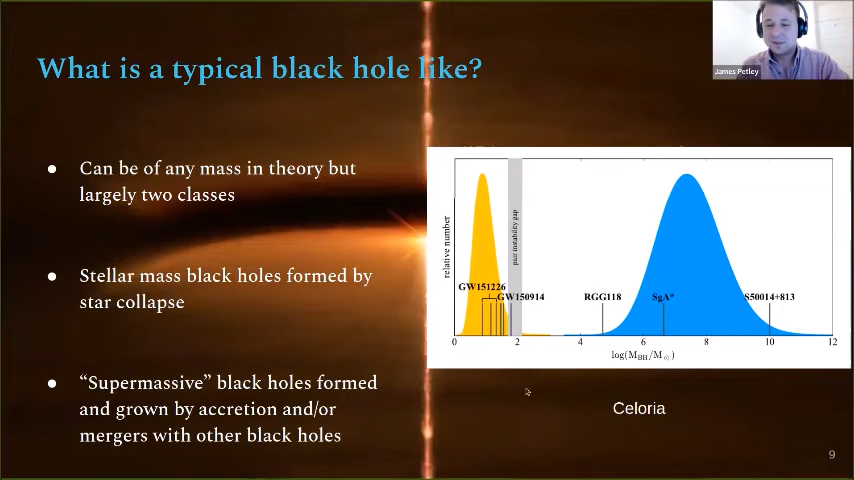 What is a typical black hole like?
James Petley
● Can be of any mass in theory but
largely two classes
● Stellar mass black holes formed by
star collapse
● “Supermassive” black holes formed
and grown by accretion and/or
mergers with other black holes
relative number
pair instability gap
GW151226
GW150914
RGG118
SgA*
S50014+813
0 2 4 6 8 10 12
log(M_BH/M_☉)
Celoria
9